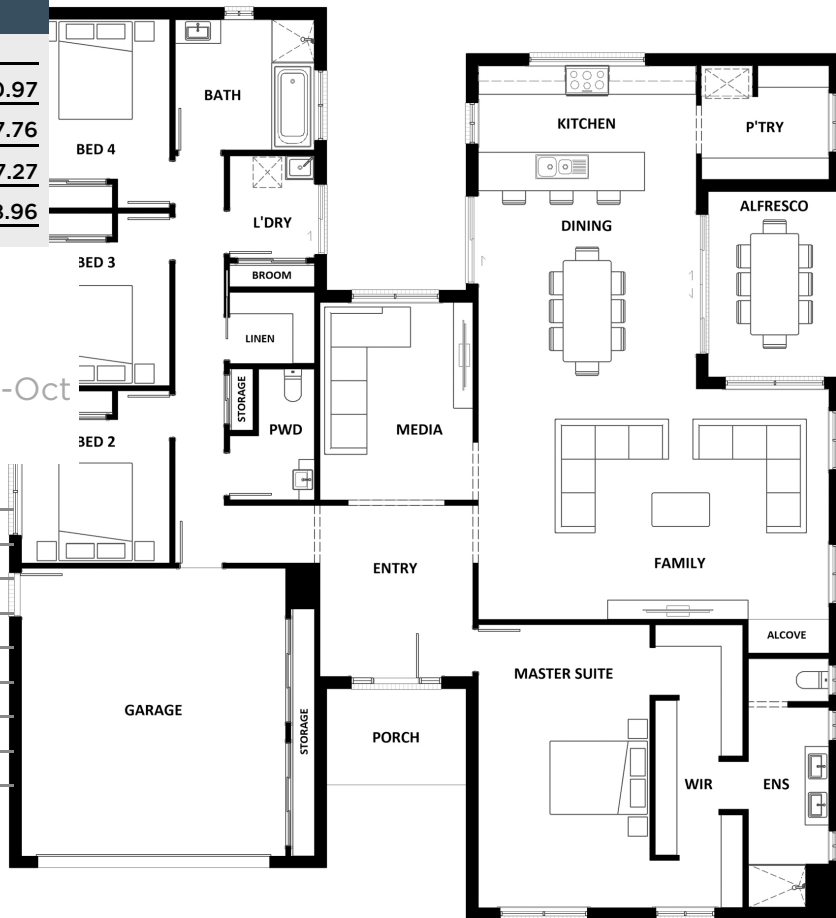 0.97
7.76
7.27
3.96
-Oct
BATH
BED 4
KITCHEN
P'TRY
ALFRESCO
L'DRY
DINING
BED 3
BROOM
LINEN
STORAGE
PWD
MEDIA
BED 2
ENTRY
FAMILY
ALCOVE
MASTER SUITE
GARAGE
STORAGE
PORCH
WIR
ENS